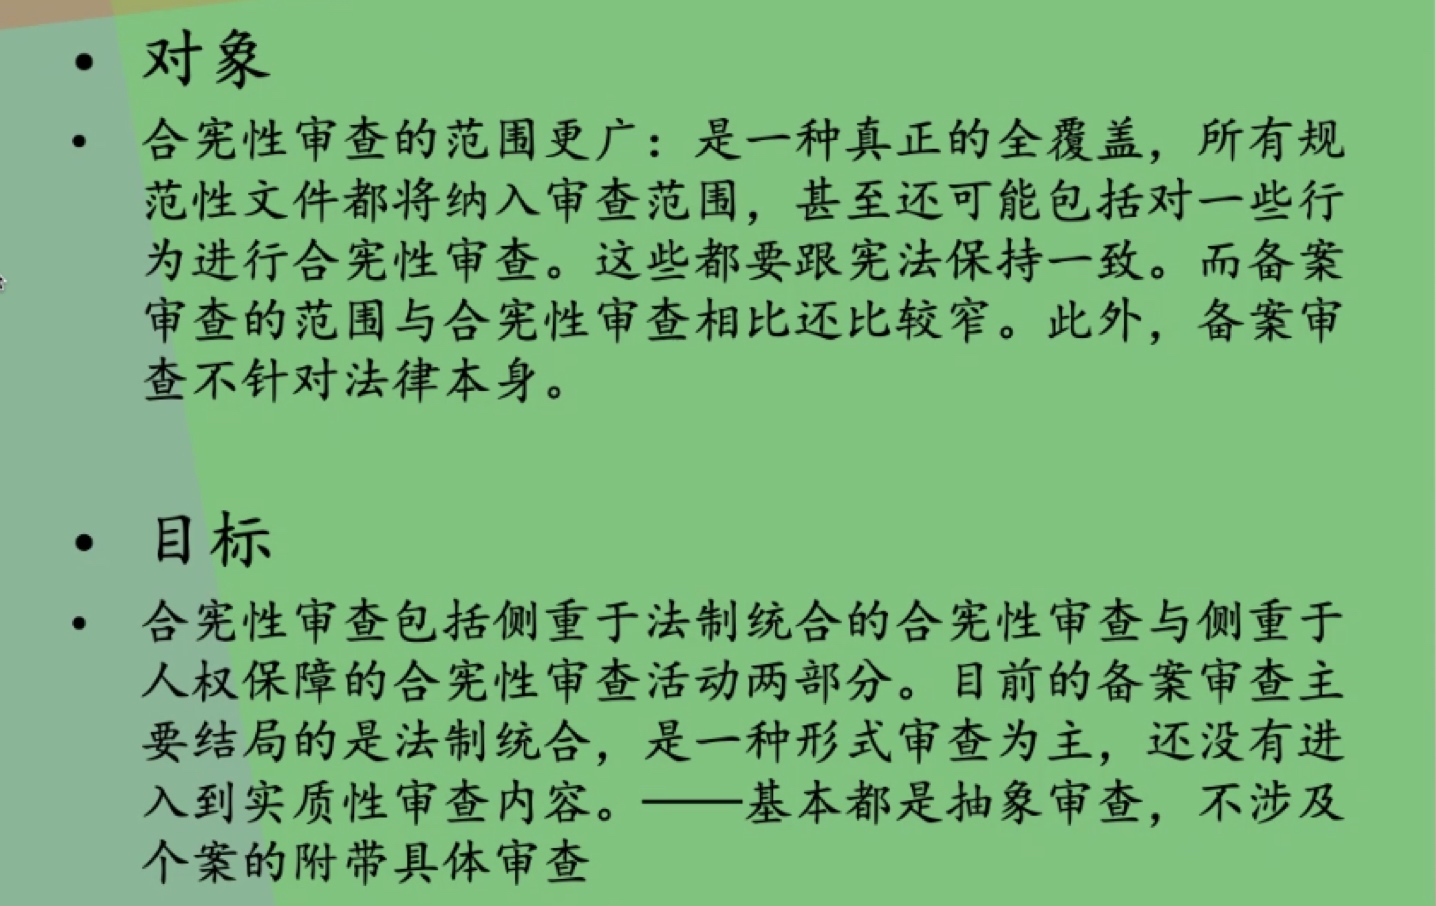 • 对象
• 合宪性审查的范围更广：是一种真正的全覆盖，所有规
范性文件都将纳入审查范围，甚至还可能包括对一些行
为进行合宪性审查。这些都要跟宪法保持一致。而备案
审查的范围与合宪性审查相比还比较窄。此外，备案审
查不针对法律本身。
• 目标
• 合宪性审查包括侧重于法制统合的合宪性审查与侧重于
人权保障的合宪性审查活动两部分。目前的备案审查主
要结局的是法制统合，是一种形式审查为主，还没有进
入到实质性审查内容。——基本都是抽象审查，不涉及
个案的附带具体审查